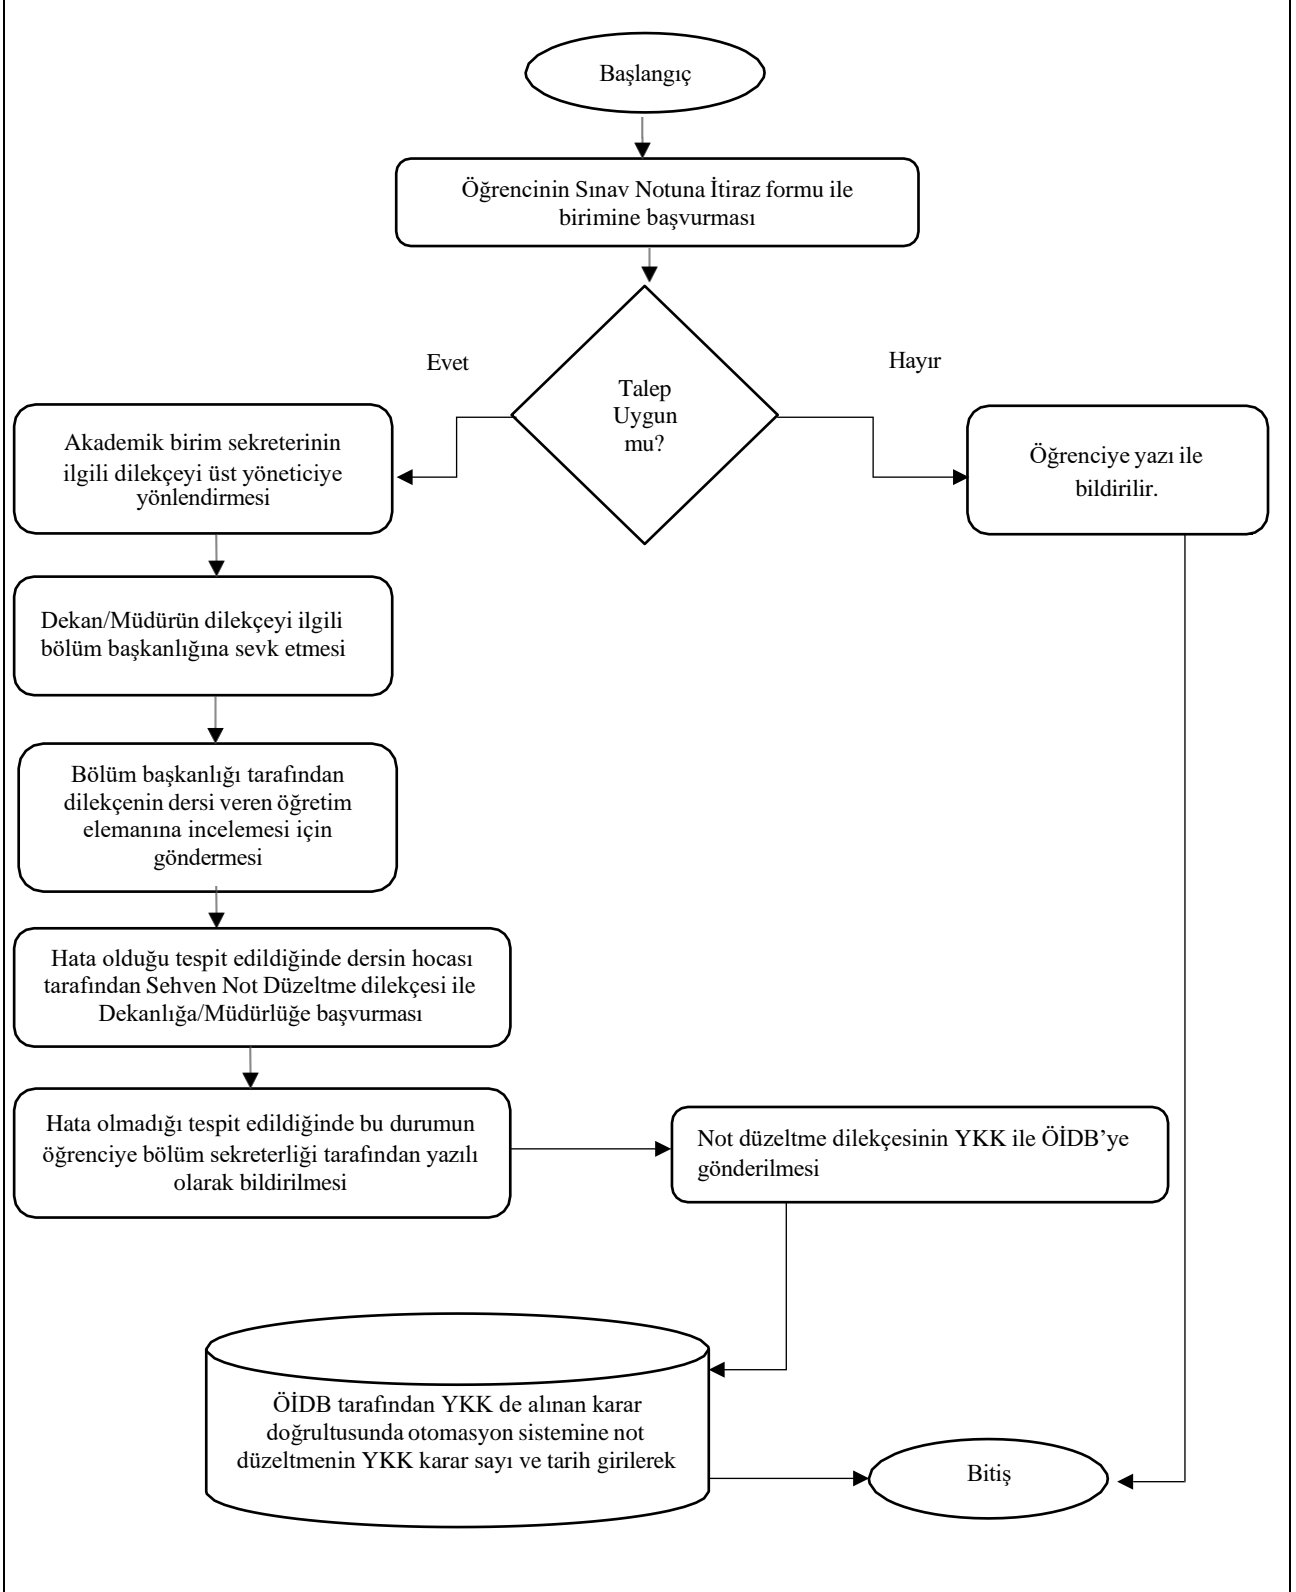 Başlangıç
Öğrencinin Sınav Notuna İtiraz formu ile
birimine başvurması
Evet
Hayır
Talep
Uygun
mu?
Akademik birim sekreterinin
ilgili dilekçeyi üst yöneticiye
yönlendirmesi
Öğrenciye yazı ile
bildirilir.
Dekan/Müdürün dilekçeyi ilgili
bölüm başkanlığına sevk etmesi
Bölüm başkanlığı tarafından
dilekçenin dersi veren öğretim
elemanına incelemesi için
göndermesi
Hata olduğu tespit edildiğinde dersin hocası
tarafından Sehven Not Düzeltme dilekçesi ile
Dekanlığa/Müdürlüğe başvurması
Hata olmadığı tespit edildiğinde bu durumun
öğrenciye bölüm sekreterliği tarafından yazılı
olarak bildirilmesi
Not düzeltme dilekçesinin YKK ile ÖİDB’ye
gönderilmesi
ÖİDB tarafından YKK de alınan karar
doğrultusunda otomasyon sistemine not
düzeltmenin YKK karar sayı ve tarih girilerek
Bitiş